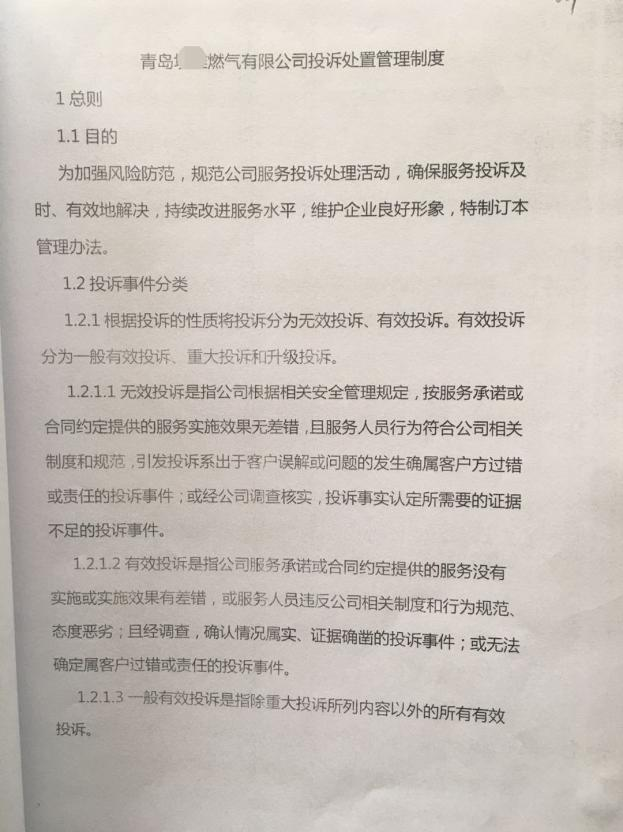 青岛燃气有限公司投诉处置管理制度
1 总则
1.1 目的
为加强风险防范，规范公司服务投诉处理活动，确保服务投诉及
时、有效地解决，持续改进服务水平，维护企业良好形象，特制订本
管理办法。
1.2 投诉事件分类
1.2.1 根据投诉的性质将投诉分为无效投诉、有效投诉。有效投诉
分为一般有效投诉、重大投诉和升级投诉。
1.2.1.1 无效投诉是指公司根据相关安全管理规定，按服务承诺或
合同约定提供的服务实施效果无差错，且服务人员行为符合公司相关
制度和规范，引发投诉系出于客户误解或问题的发生确属客户方过错
或责任的投诉事件；或经公司调查核实，投诉事实认定所需要的证据
不足的投诉事件。
1.2.1.2 有效投诉是指公司服务承诺或合同约定提供的服务没有
实施或实施效果有差错，或服务人员违反公司相关制度和行为规范、
态度恶劣；且经调查，确认情况属实、证据确凿的投诉事件；或无法
确定属客户过错或责任的投诉事件。
1.2.1.3 一般有效投诉是指除重大投诉所列内容以外的所有有效
投诉。